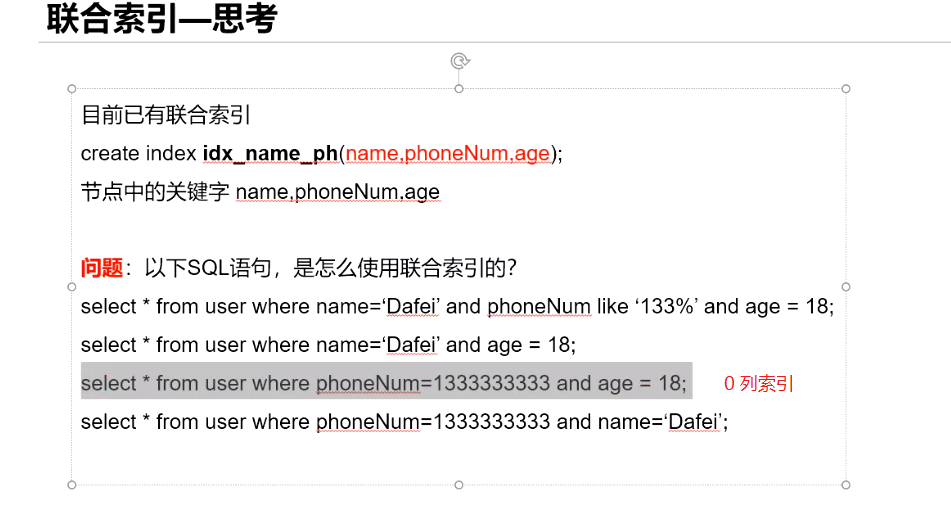 联合索引—思考
目前已有联合索引
create index idx_name_ph(name,phoneNum,age);
节点中的关键字 name,phoneNum,age
问题：以下SQL语句，是怎么使用联合索引的？
select * from user where name=‘Dafei’ and phoneNum like ‘133%’ and age = 18;
select * from user where name=‘Dafei’ and age = 18;
select * from user where phoneNum=1333333333 and age = 18; 0 列索引
select * from user where phoneNum=1333333333 and name=‘Dafei’;